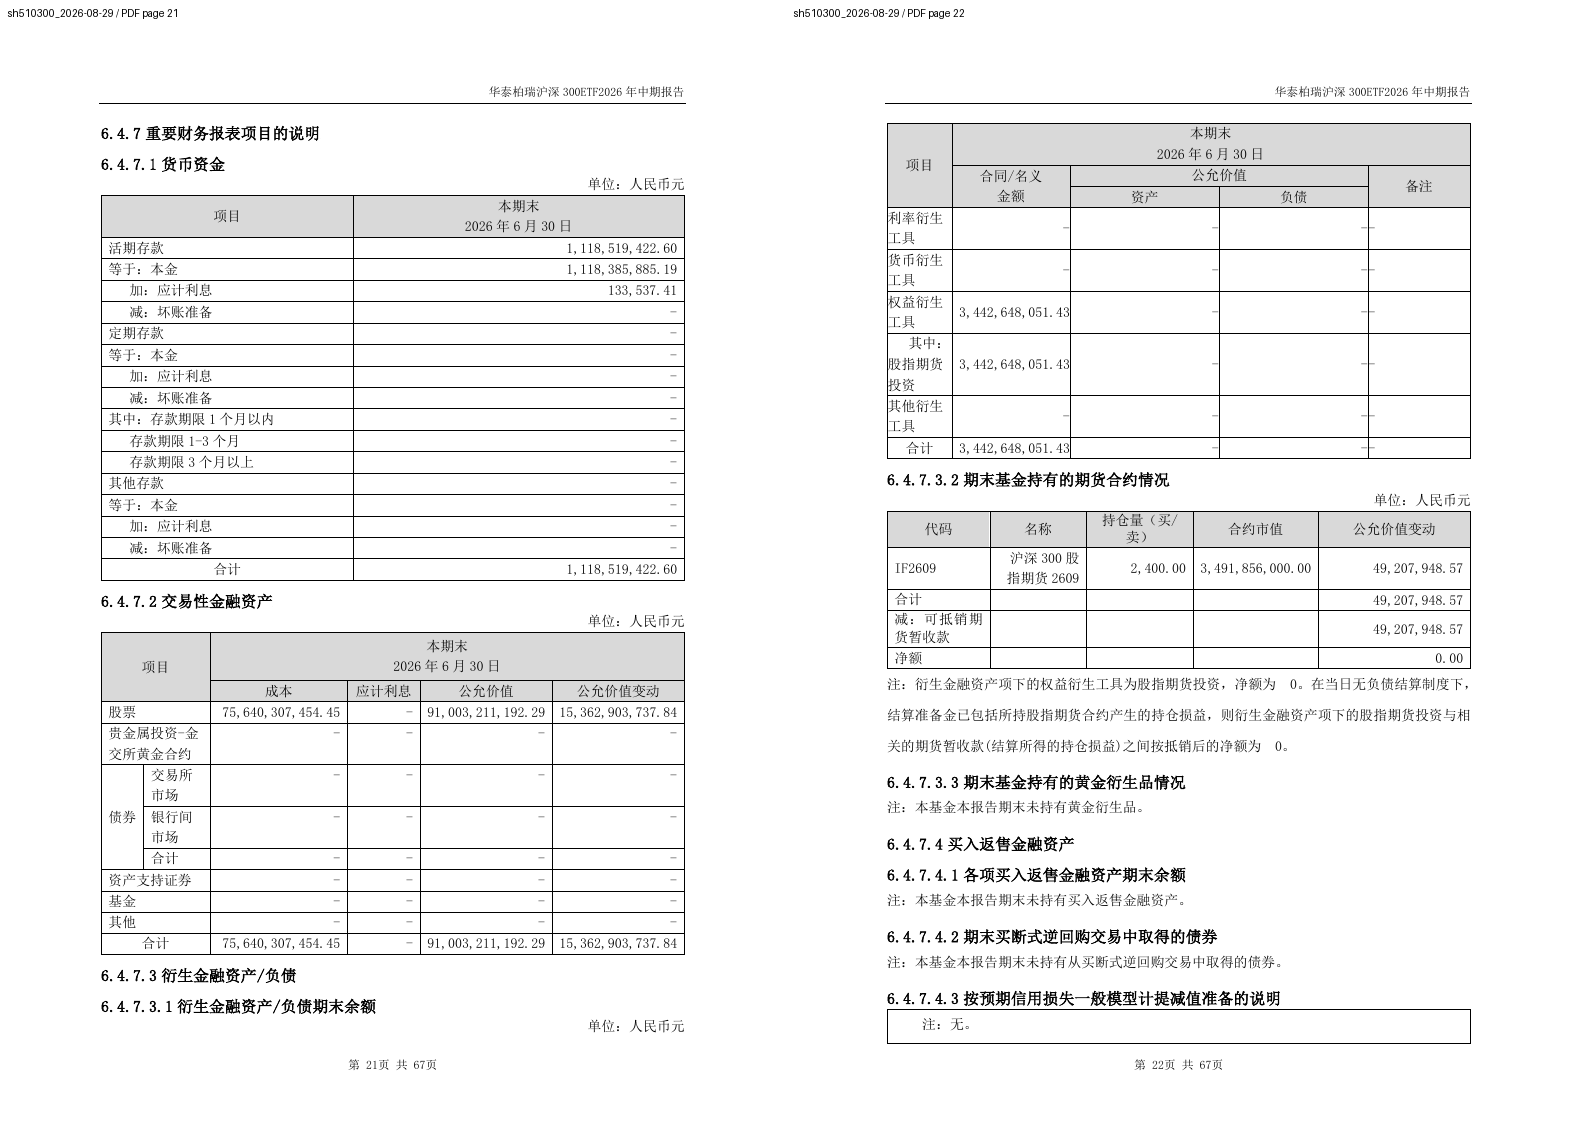 sh510300_2026-08-29 / PDF page 21
华泰柏瑞沪深 300ETF2026 年中期报告
6.4.7 重要财务报表项目的说明
6.4.7.1 货币资金
单位：人民币元
项目 本期末
2026 年 6 月 30 日
活期存款 1,118,519,422.60
等于：本金 1,118,385,885.19
加：应计利息 133,537.41
减：坏账准备 -
定期存款 -
等于：本金 -
加：应计利息 -
减：坏账准备 -
其中：存款期限 1 个月以内 -
存款期限 1-3 个月 -
存款期限 3 个月以上 -
其他存款 -
等于：本金 -
加：应计利息 -
减：坏账准备 -
合计 1,118,519,422.60
6.4.7.2 交易性金融资产
单位：人民币元
项目 本期末
2026 年 6 月 30 日
成本 应计利息 公允价值 公允价值变动
股票 75,640,307,454.45 - 91,003,211,192.29 15,362,903,737.84
贵金属投资-金 - - - -
交所黄金合约
债券 交易所 - - - -
市场
银行间 - - - -
市场
合计 - - - -
资产支持证券 - - - -
基金 - - - -
其他 - - - -
合计 75,640,307,454.45 - 91,003,211,192.29 15,362,903,737.84
6.4.7.3 衍生金融资产/负债
6.4.7.3.1 衍生金融资产/负债期末余额
单位：人民币元
第 21页 共 67页
sh510300_2026-08-29 / PDF page 22
华泰柏瑞沪深 300ETF2026 年中期报告
项目 本期末
2026 年 6 月 30 日
合同/名义 公允价值 备注
金额 资产 负债
利率衍生 - - - -
工具
货币衍生 - - - -
工具
权益衍生 3,442,648,051.43 - - -
工具
其中：
股指期货 3,442,648,051.43 - - -
投资
其他衍生 - - - -
工具
合计 3,442,648,051.43 - - -
6.4.7.3.2 期末基金持有的期货合约情况
单位：人民币元
代码 名称 持仓量（买/ 合约市值 公允价值变动
卖）
IF2609 沪深 300 股 2,400.00 3,491,856,000.00 49,207,948.57
指期货 2609
合计 49,207,948.57
减：可抵销期 49,207,948.57
货暂收款
净额 0.00
注：衍生金融资产项下的权益衍生工具为股指期货投资，净额为 0。在当日无负债结算制度下，
结算准备金已包括所持股指期货合约产生的持仓损益，则衍生金融资产项下的股指期货投资与相
关的期货暂收款(结算所得的持仓损益)之间按抵销后的净额为 0。
6.4.7.3.3 期末基金持有的黄金衍生品情况
注：本基金本报告期末未持有黄金衍生品。
6.4.7.4 买入返售金融资产
6.4.7.4.1 各项买入返售金融资产期末余额
注：本基金本报告期末未持有买入返售金融资产。
6.4.7.4.2 期末买断式逆回购交易中取得的债券
注：本基金本报告期末未持有从买断式逆回购交易中取得的债券。
6.4.7.4.3 按预期信用损失一般模型计提减值准备的说明
注：无。
第 22页 共 67页